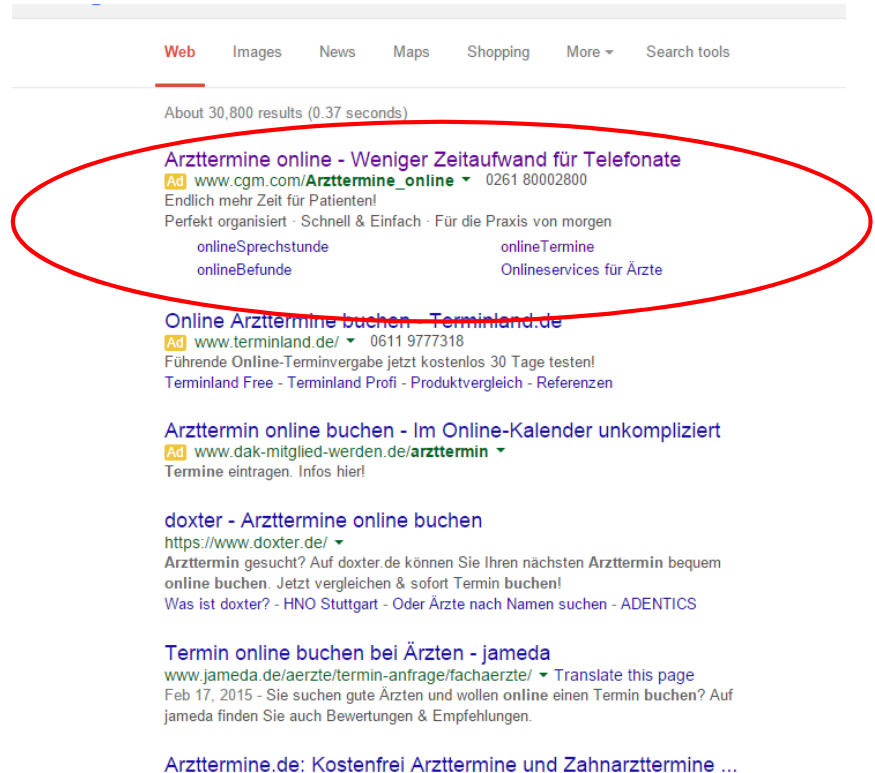 Web Images News Maps Shopping More Search tools
About 30,800 results (0.37 seconds)
Arzttermine online - Weniger Zeitaufwand für Telefonate
Ad www.cgm.com/Arzttermine_online 0261 80002800
Endlich mehr Zeit für Patienten!
Perfekt organisiert · Schnell & Einfach · Für die Praxis von morgen
onlineSprechstunde onlineTermine
onlineBefunde Onlineservices für Ärzte
Online Arzttermine buchen - Terminland.de
Ad www.terminland.de/ 0611 9777318
Führende Online-Terminvergabe jetzt kostenlos 30 Tage testen!
Terminland Free - Terminland Profi - Produktvergleich - Referenzen
Arzttermin online buchen - Im Online-Kalender unkompliziert
Ad www.dak-mitglied-werden.de/arzttermin
Termine eintragen. Infos hier!
doxter - Arzttermine online buchen
https://www.doxter.de/
Arzttermin gesucht? Auf doxter.de können Sie Ihren nächsten Arzttermin bequem
online buchen. Jetzt vergleichen & sofort Termin buchen!
Was ist doxter? - HNO Stuttgart - Oder Ärzte nach Namen suchen - ADENTICS
Termin online buchen bei Ärzten - jameda
www.jameda.de/aerzte/termin-anfrage/fachaerzte/ Translate this page
Feb 17, 2015 - Sie suchen gute Ärzten und wollen online einen Termin buchen? Auf
jameda finden Sie auch Bewertungen & Empfehlungen.
Arzttermine.de: Kostenfrei Arzttermine und Zahnarzttermine ...